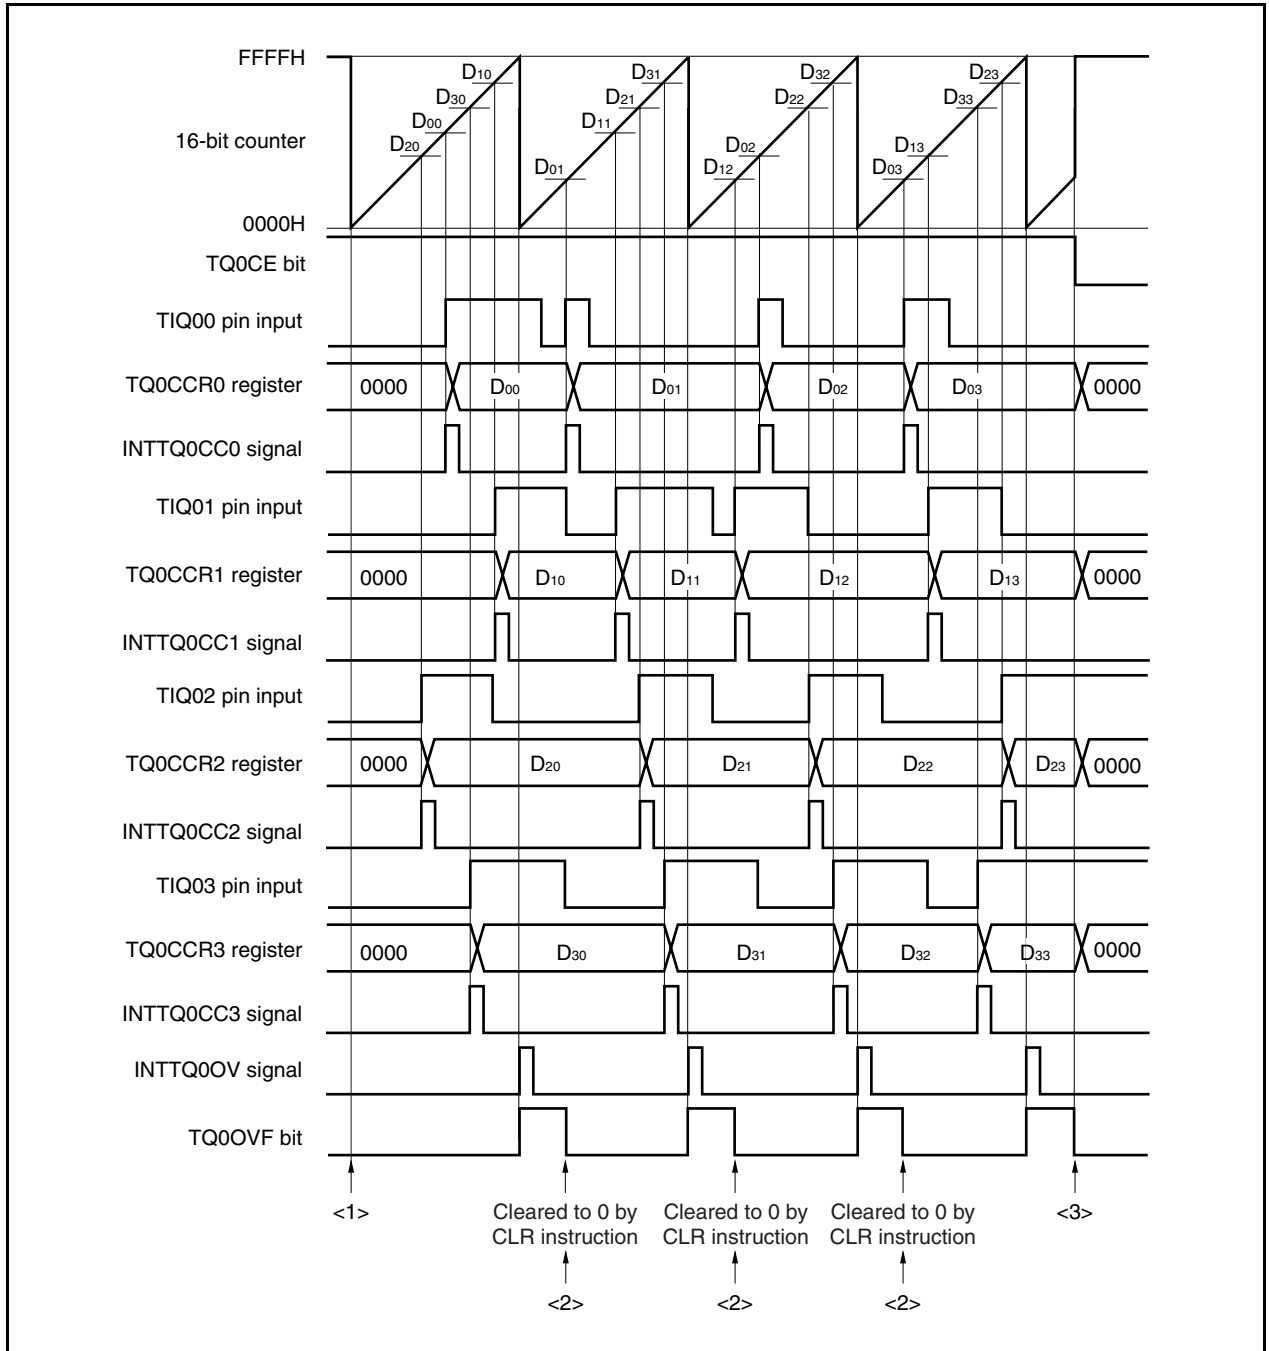 FFFFH
D10 D31 D32 D23
D30 D21 D22 D33
D00 D11
16-bit counter D20 D02 D13
D01 D12 D03
0000H
TQ0CE bit
TIQ00 pin input
TQ0CCR0 register 0000 D00 D01 D02 D03 0000
INTTQ0CC0 signal
TIQ01 pin input
TQ0CCR1 register 0000 D10 D11 D12 D13 0000
INTTQ0CC1 signal
TIQ02 pin input
TQ0CCR2 register 0000 D20 D21 D22 D23 0000
INTTQ0CC2 signal
TIQ03 pin input
TQ0CCR3 register 0000 D30 D31 D32 D33 0000
INTTQ0CC3 signal
INTTQ0OV signal
TQ0OVF bit
<1> Cleared to 0 by Cleared to 0 by Cleared to 0 by <3>
CLR instruction CLR instruction CLR instruction
<2> <2> <2>